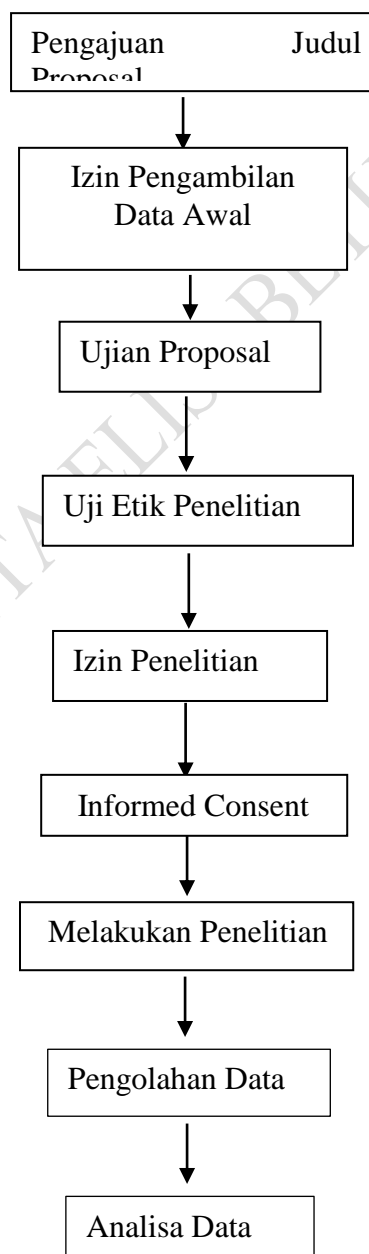 Pengajuan Judul
Proposal
Izin Pengambilan
Data Awal
Ujian Proposal
Uji Etik Penelitian
Izin Penelitian
Informed Consent
Melakukan Penelitian
Pengolahan Data
Analisa Data